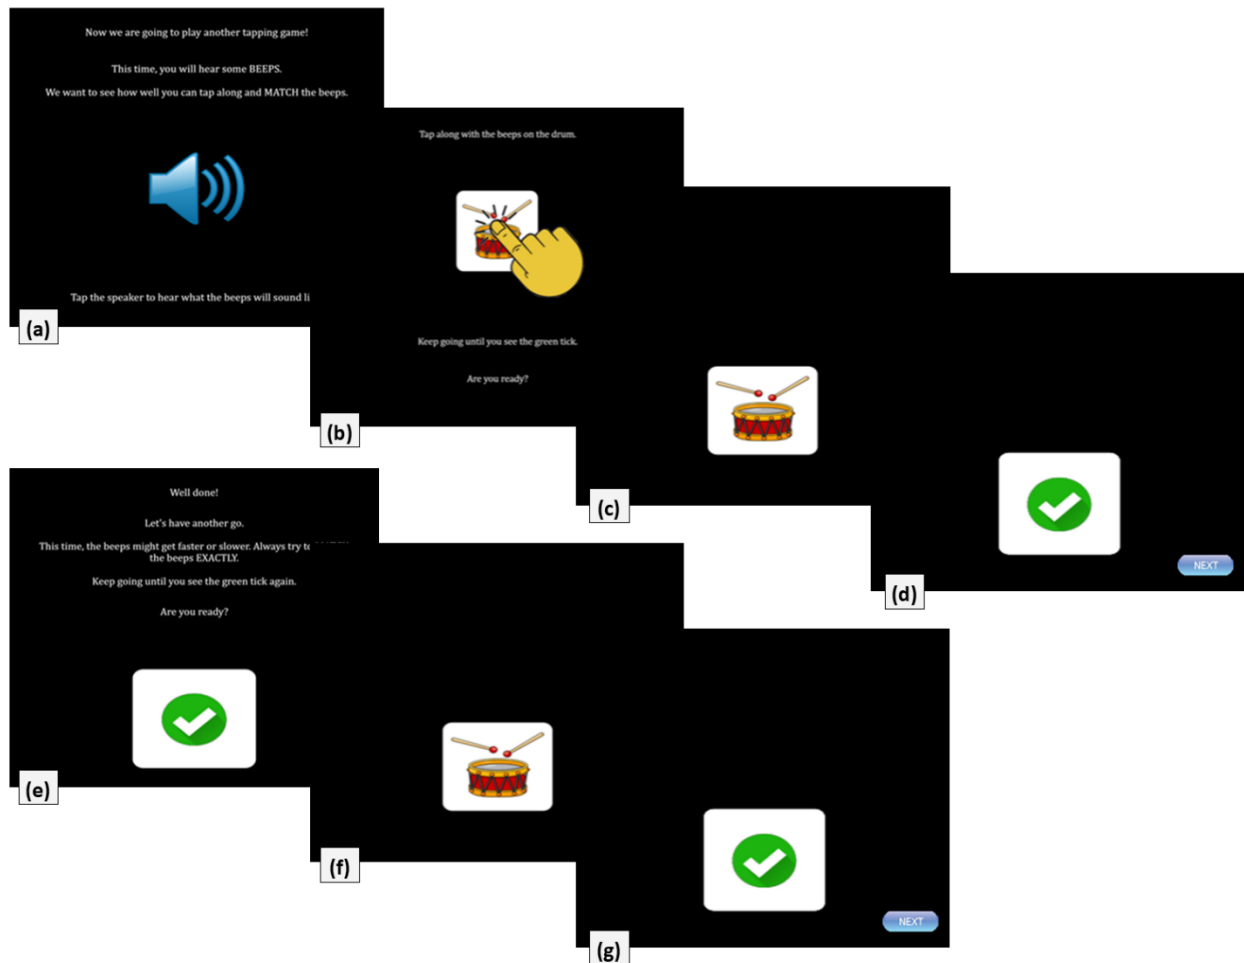 Now we are going to play another tapping game!
This time, you will hear some BEEPS.
We want to see how well you can tap along and MATCH the beeps.
Tap the speaker to hear what the beeps will sound li
(a)
Tap along with the beeps on the drum.
Keep going until you see the green tick.
Are you ready?
(b)
(c)
NEXT
(d)
Well done!
Let's have another go.
This time, the beeps might get faster or slower. Always try to
the beeps EXACTLY.
Keep going until you see the green tick again.
Are you ready?
(e)
(f)
NEXT
(g)